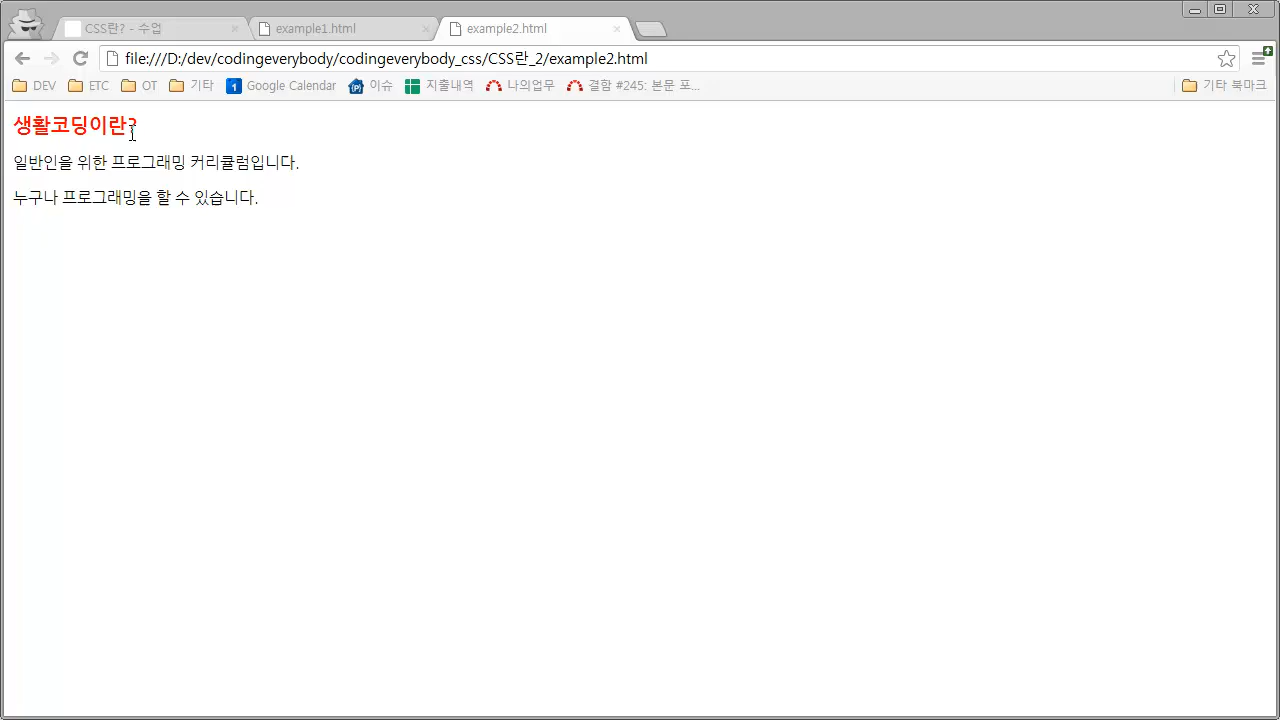 CSS란? - 수업
example1.html
example2.html
file:///D:/dev/codingeverybody/codingeverybody_css/CSS란_2/example2.html
DEV ETC OT 기타 1 Google Calendar {P} 이슈 지출내역 나의업무 결함 #245: 본문 포... 기타 북마크
생활코딩이란?
일반인을 위한 프로그래밍 커리큘럼입니다.
누구나 프로그래밍을 할 수 있습니다.